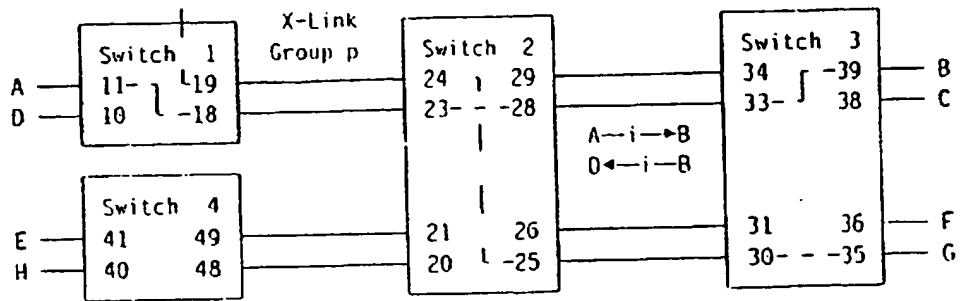 X-Link
Group p
Switch 1
A 11- 19
D 10 -18
Switch 2
24 29
23- - -28
21 26
20 -25
Switch 3
34 -39 B
33- 38 C
A—i—►B
D◄—i—B
31 36 F
30- - -35 G
Switch 4
E 41 49
H 40 48